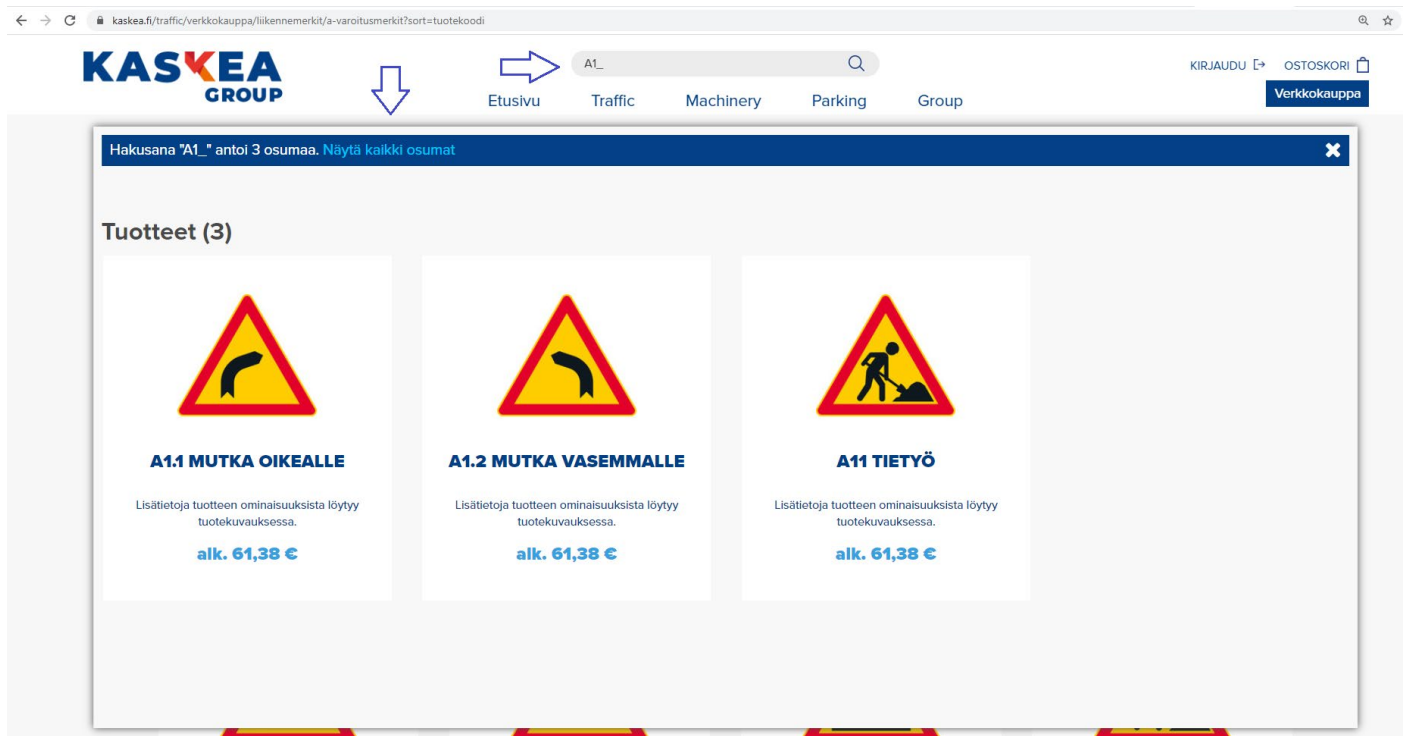 kaskea.fi/traffic/verkkokauppa/liikennemerkit/a-varoitusmerkit?sort=tuotekoodi
KASKEA
GROUP
A1_
KIRJAUDU
OSTOSKORI
Etusivu Traffic Machinery Parking Group
Verkkokauppa
Hakusana "A1_" antoi 3 osumaa. Näytä kaikki osumat
Tuotteet (3)
A1.1 MUTKA OIKEALLE
Lisätietoja tuotteen ominaisuuksista löytyy
tuotekuvauksessa.
alk. 61,38 €
A1.2 MUTKA VASEMMALLE
Lisätietoja tuotteen ominaisuuksista löytyy
tuotekuvauksessa.
alk. 61,38 €
A11 TIETYÖ
Lisätietoja tuotteen ominaisuuksista löytyy
tuotekuvauksessa.
alk. 61,38 €